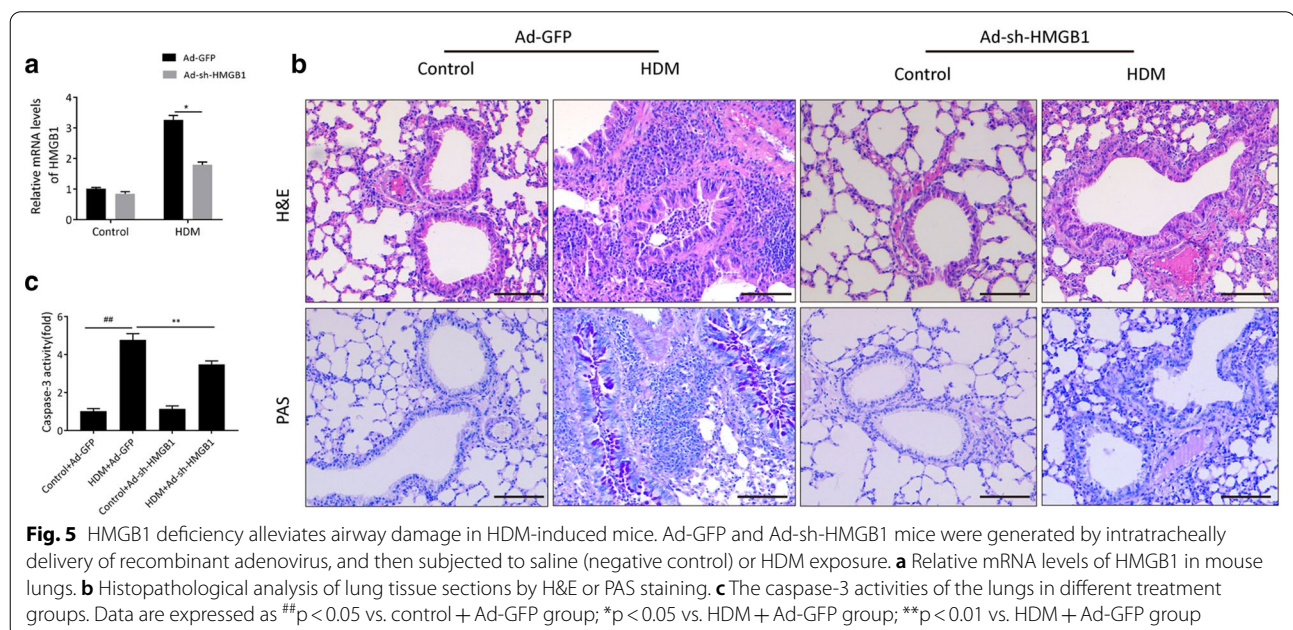 a
Ad-GFP
Ad-sh-HMGB1
Relative mRNA levels
of HMGB1
4
3
2
1
0
*
Control HDM
b
Ad-GFP Ad-sh-HMGB1
Control HDM Control HDM
H&E
PAS
c
Caspase-3 activity(fold)
6
4
2
0
## **
Control+Ad-GFP
HDM+Ad-GFP
Control+Ad-sh-HMGB1
HDM+Ad-sh-HMGB1
Fig. 5 HMGB1 deficiency alleviates airway damage in HDM-induced mice. Ad-GFP and Ad-sh-HMGB1 mice were generated by intratracheally
delivery of recombinant adenovirus, and then subjected to saline (negative control) or HDM exposure. a Relative mRNA levels of HMGB1 in mouse
lungs. b Histopathological analysis of lung tissue sections by H&E or PAS staining. c The caspase-3 activities of the lungs in different treatment
groups. Data are expressed as ##p < 0.05 vs. control + Ad-GFP group; *p < 0.05 vs. HDM + Ad-GFP group; **p < 0.01 vs. HDM + Ad-GFP group